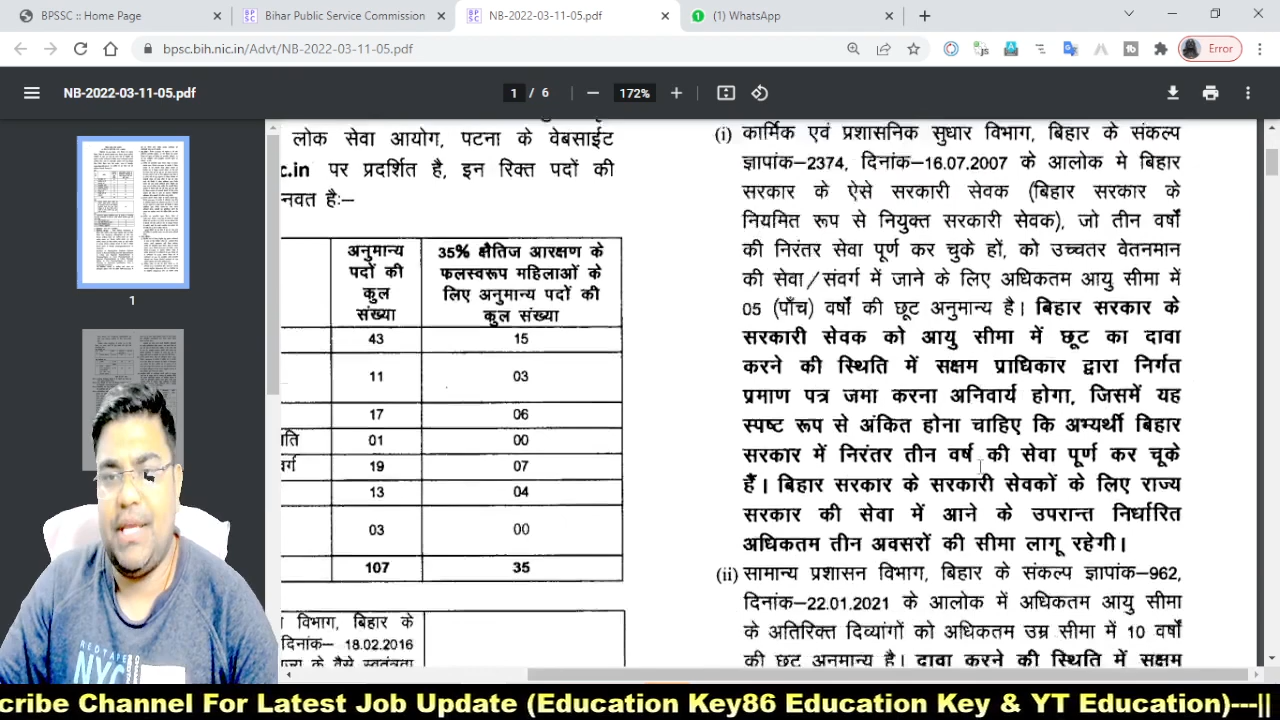 BPSSC :: Home Page
Bihar Public Service Commission
NB-2022-03-11-05.pdf
(1) WhatsApp
bpsc.bih.nic.in/Advt/NB-2022-03-11-05.pdf
Error
NB-2022-03-11-05.pdf
1 / 6
172%
1
लोक सेवा आयोग, पटना के वेबसाईट
c.in पर प्रदर्शित है, इन रिक्त पदों की
नवत हैः–
अनुमान्य पदों की कुल संख्या
35% क्षैतिज आरक्षण के फलस्वरूप महिलाओं के लिए अनुमान्य पदों की कुल संख्या
43 15
11 03
17 06
ति 01 00
र्ग 19 07
13 04
03 00
107 35
विभाग, बिहार के
दिनांक- 18.02.2016
के वैसे स्वतंत्रता
(i) कार्मिक एवं प्रशासनिक सुधार विभाग, बिहार के संकल्प
ज्ञापांक–2374, दिनांक–16.07.2007 के आलोक मे बिहार
सरकार के ऐसे सरकारी सेवक (बिहार सरकार के
नियमित रूप से नियुक्त सरकारी सेवक), जो तीन वर्षों
की निरंतर सेवा पूर्ण कर चुके हों, को उच्चतर वेतनमान
की सेवा/संवर्ग में जाने के लिए अधिकतम आयु सीमा में
05 (पाँच) वर्षों की छूट अनुमान्य है। बिहार सरकार के
सरकारी सेवक को आयु सीमा में छूट का दावा
करने की स्थिति में सक्षम प्राधिकार द्वारा निर्गत
प्रमाण पत्र जमा करना अनिवार्य होगा, जिसमें यह
स्पष्ट रूप से अंकित होना चाहिए कि अभ्यर्थी बिहार
सरकार में निरंतर तीन वर्ष की सेवा पूर्ण कर चूके
हैं। बिहार सरकार के सरकारी सेवकों के लिए राज्य
सरकार की सेवा में आने के उपरान्त निर्धारित
अधिकतम तीन अवसरों की सीमा लागू रहेगी।
(ii) सामान्य प्रशासन विभाग, बिहार के संकल्प ज्ञापांक–962,
दिनांक–22.01.2021 के आलोक में अधिकतम आयु सीमा
के अतिरिक्त दिव्यांगों को अधिकतम उम्र सीमा में 10 वर्षों
की छूट अनुमान्य है। दावा करने की स्थिति में सक्षम
cribe Channel For Latest Job Update (Education Key86 Education Key & YT Education)---||